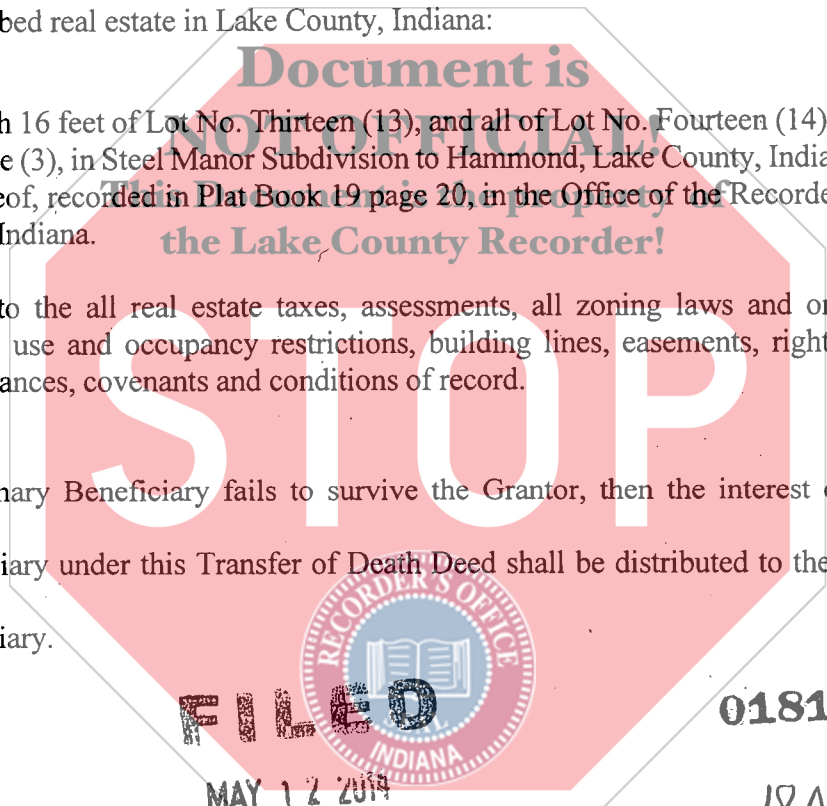 bed real estate in Lake County, Indiana:
Document is
NOT OFFICIAL!
h 16 feet of Lot No. Thirteen (13), and all of Lot No. Fourteen (14)
e (3), in Steel Manor Subdivision to Hammond, Lake County, India
This Document is the property of
eof, recorded in Plat Book 19 page 20, in the Office of the Recorde
Indiana.
the Lake County Recorder!
to the all real estate taxes, assessments, all zoning laws and or
use and occupancy restrictions, building lines, easements, right
ances, covenants and conditions of record.
STOP
nary Beneficiary fails to survive the Grantor, then the interest
iary under this Transfer of Death Deed shall be distributed to the
iary.
RECORDER'S OFFICE
SEAL
INDIANA
FILED
0181
MAY 12 2014